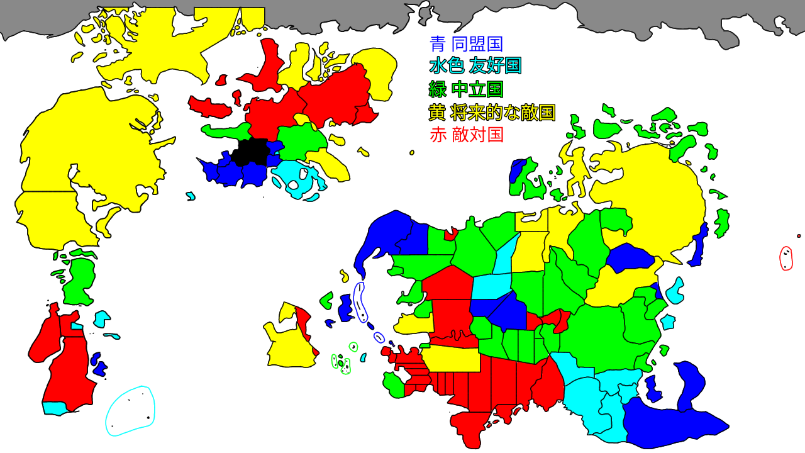 青 同盟国
水色 友好国
緑 中立国
黄 将来的な敵国
赤 敵対国